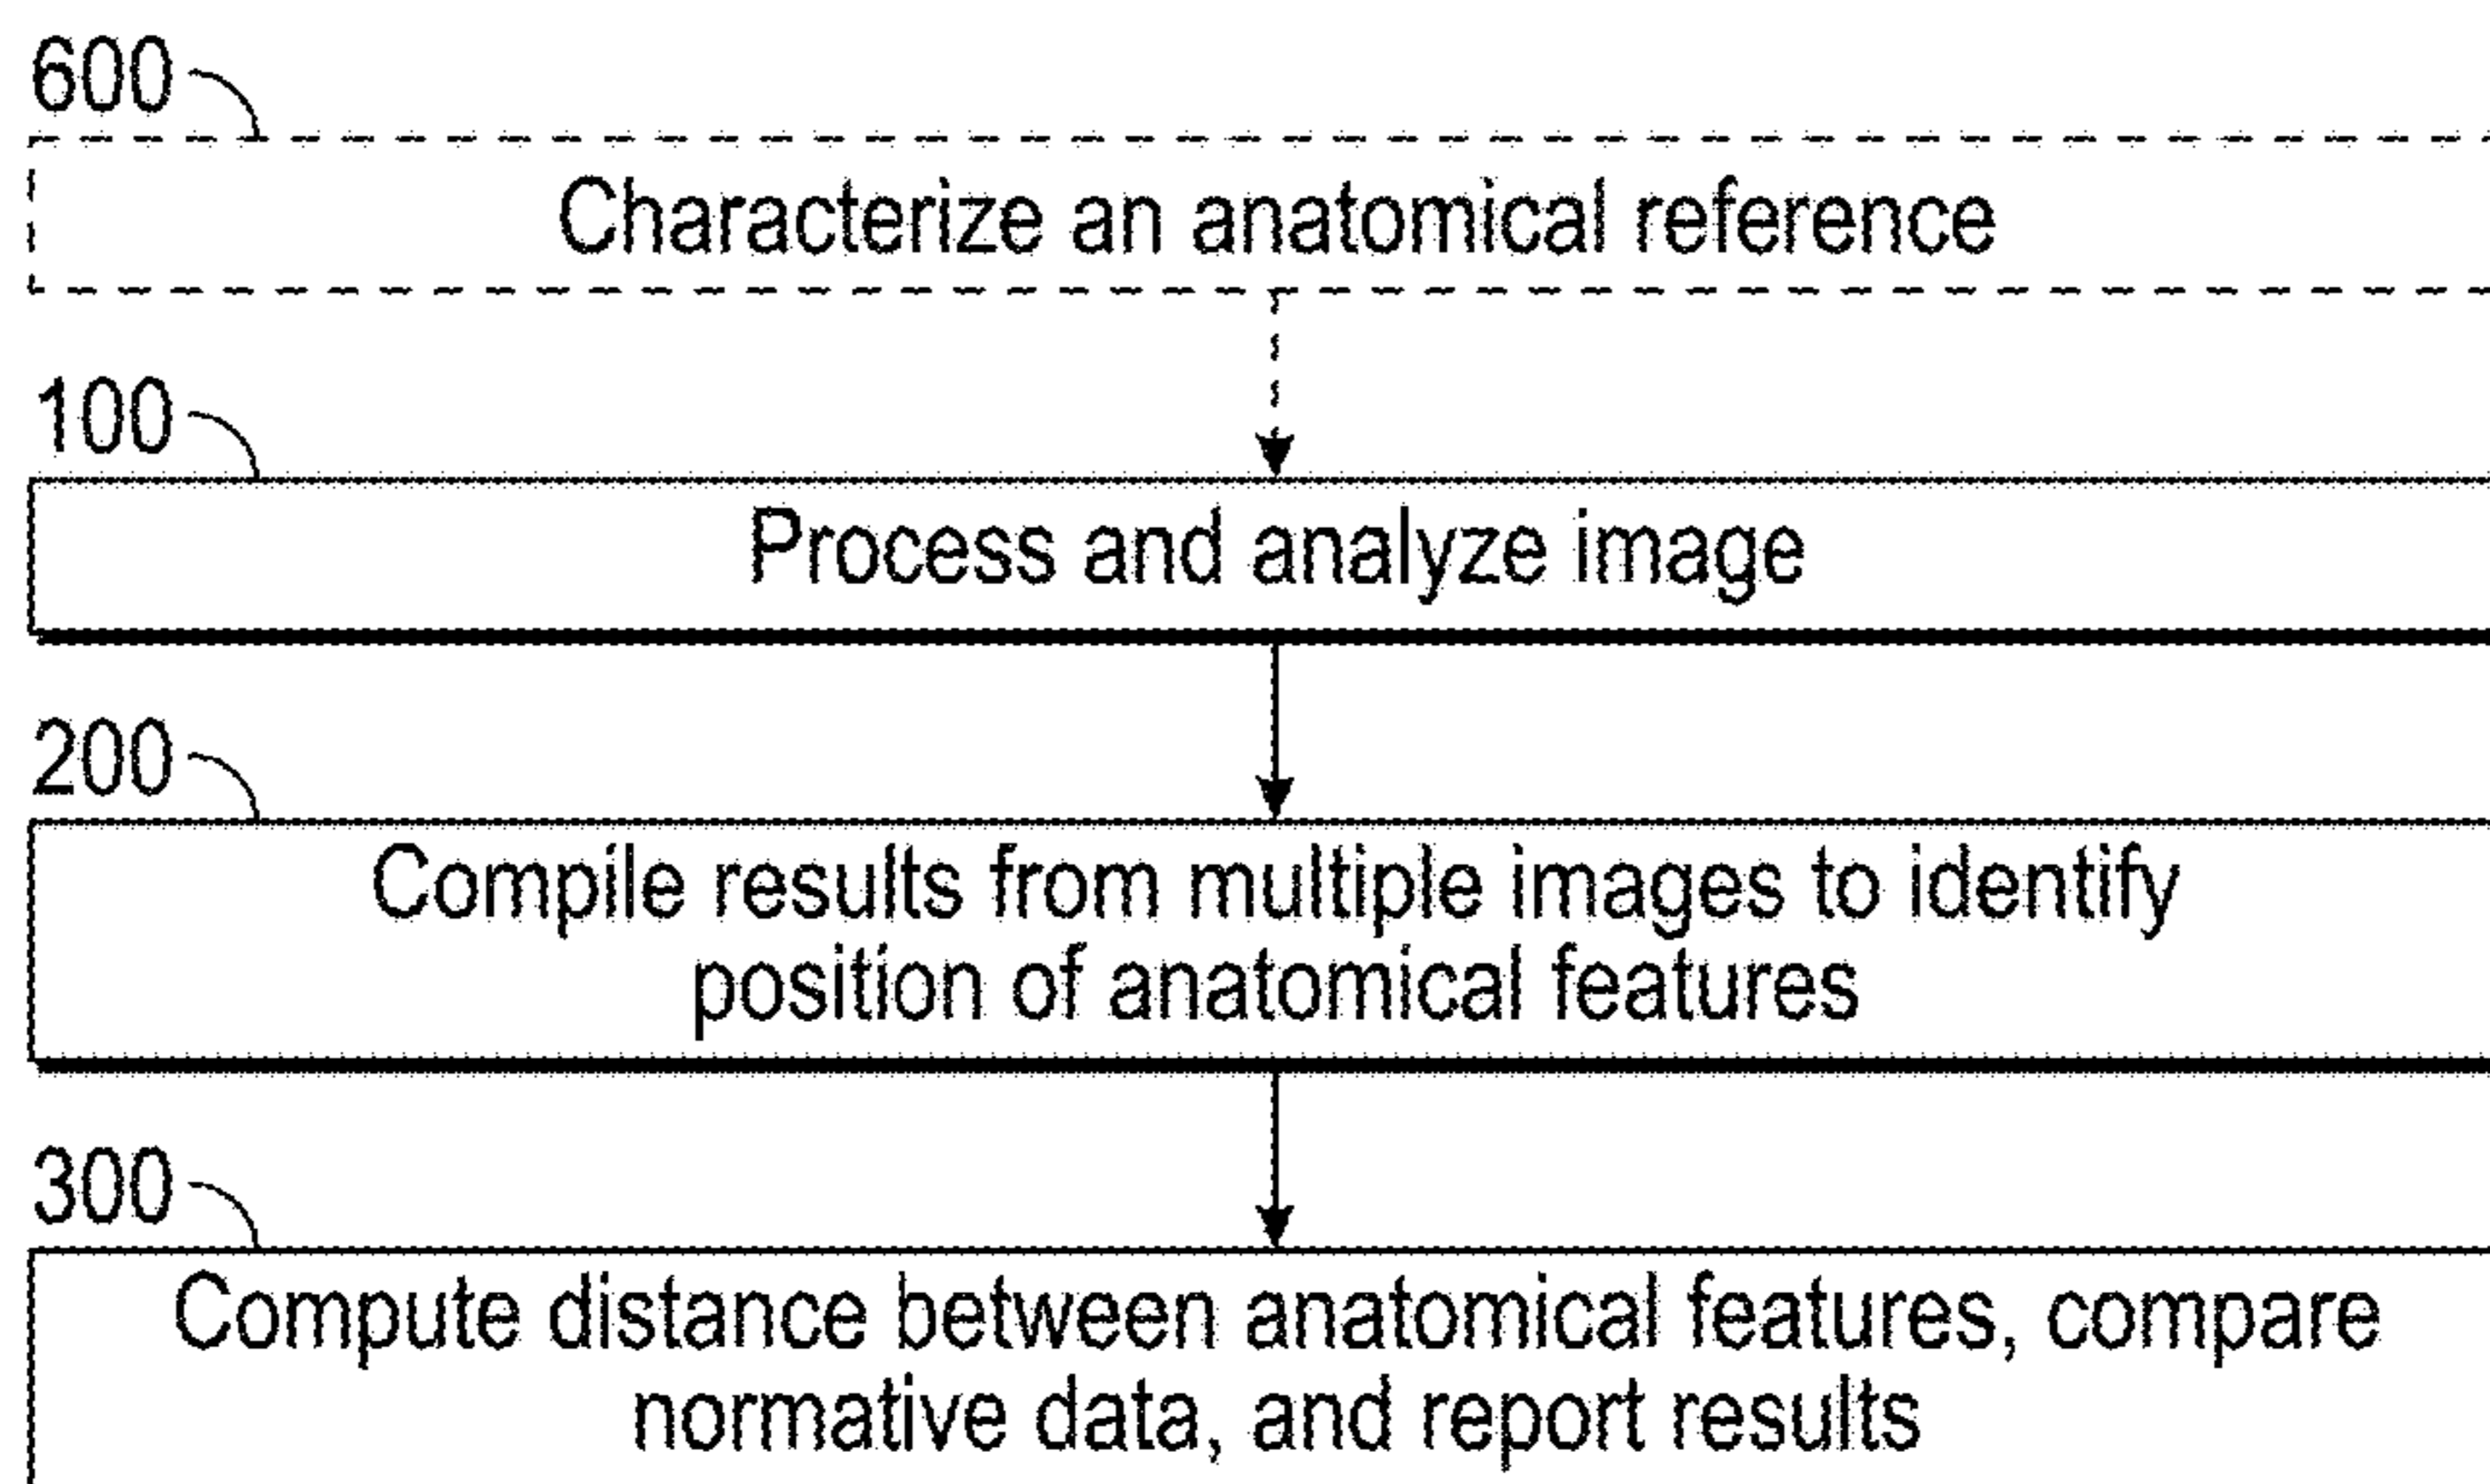 600
Characterize an anatomical reference
100
Process and analyze image
200
Compile results from multiple images to identify
position of anatomical features
300
Compute distance between anatomical features, compare
normative data, and report results